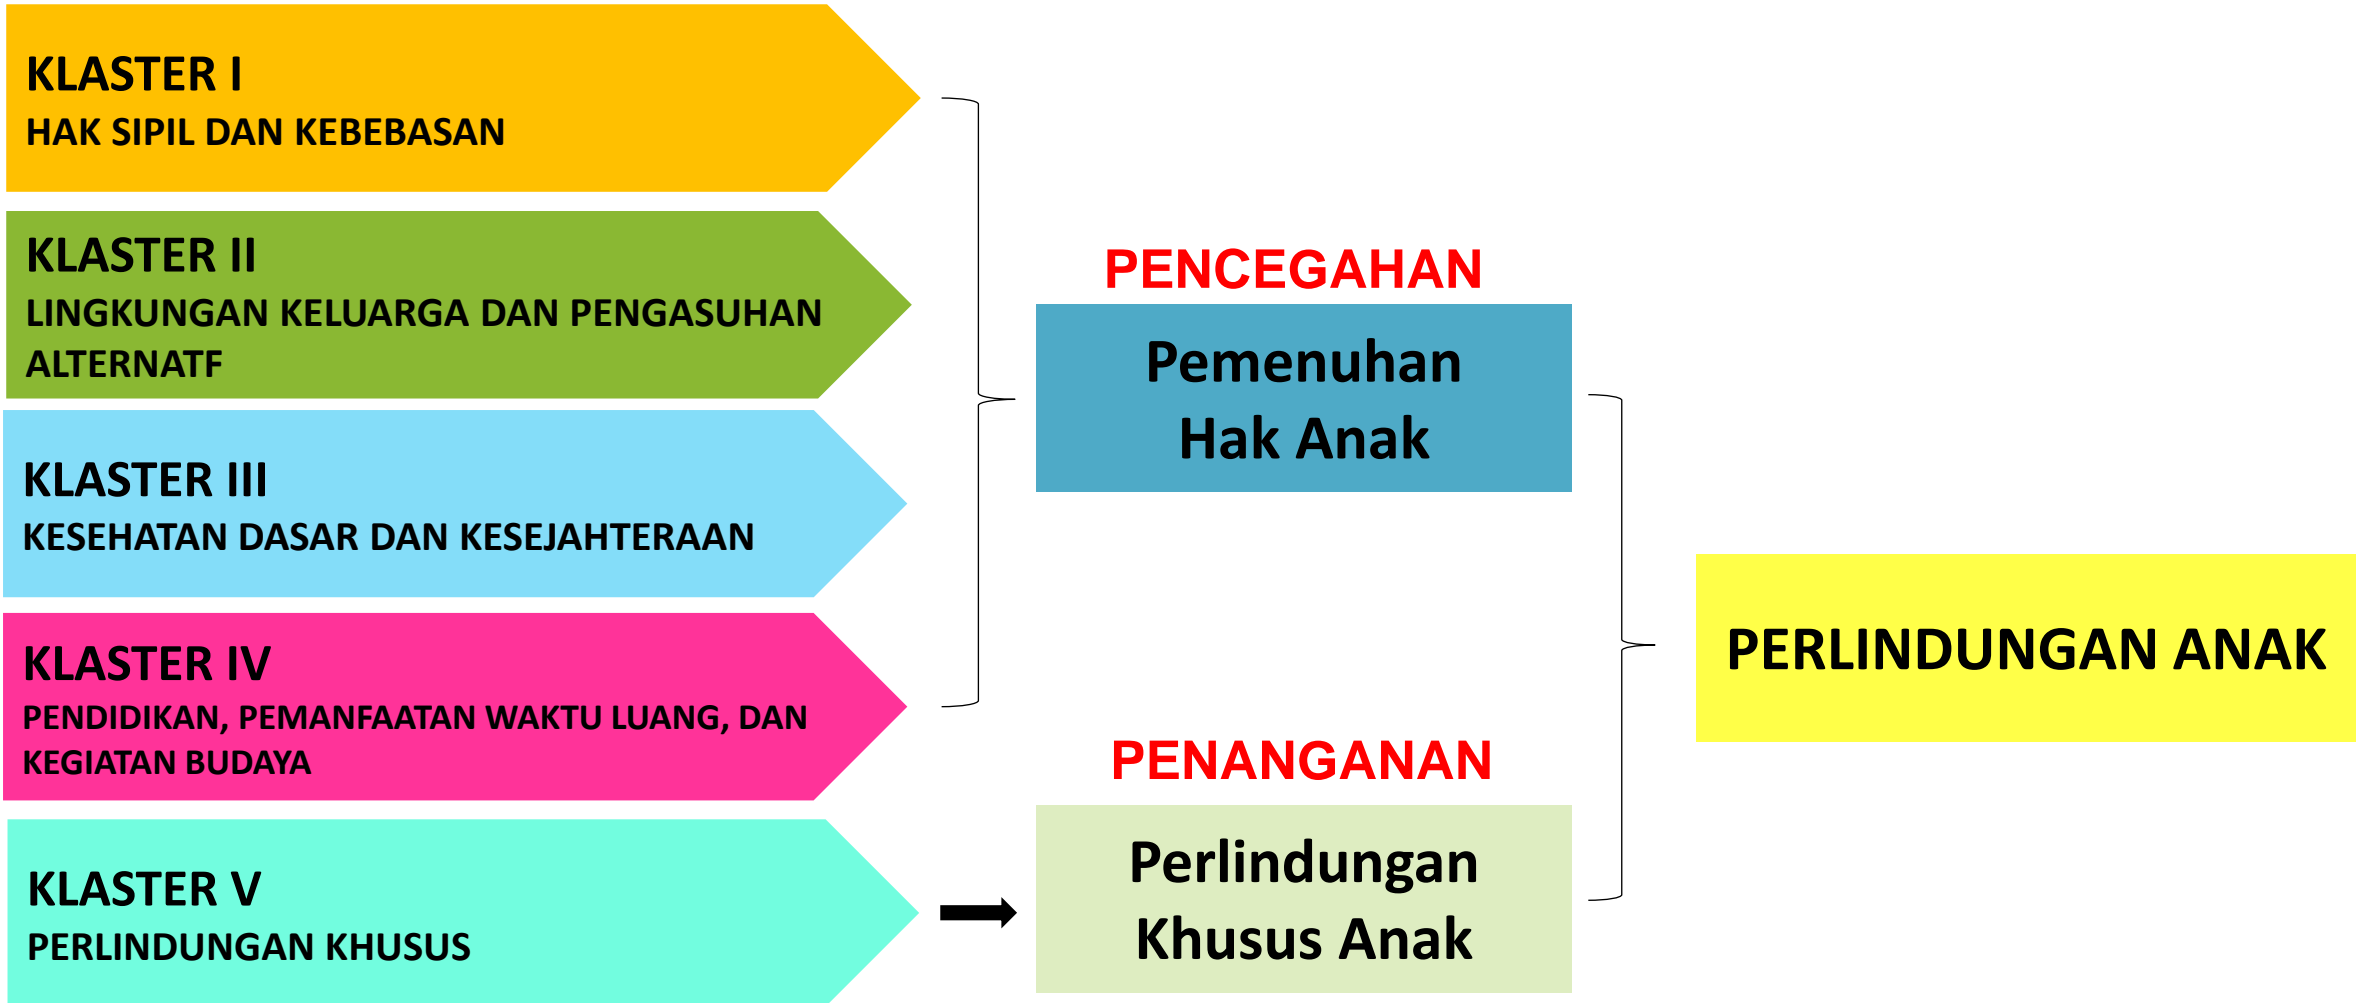 KLASTER I
HAK SIPIL DAN KEBEBASAN
KLASTER II
LINGKUNGAN KELUARGA DAN PENGASUHAN
ALTERNATF
KLASTER III
KESEHATAN DASAR DAN KESEJAHTERAAN
KLASTER IV
PENDIDIKAN, PEMANFAATAN WAKTU LUANG, DAN
KEGIATAN BUDAYA
KLASTER V
PERLINDUNGAN KHUSUS
PENCEGAHAN
Pemenuhan
Hak Anak
PENANGANAN
Perlindungan
Khusus Anak
PERLINDUNGAN ANAK